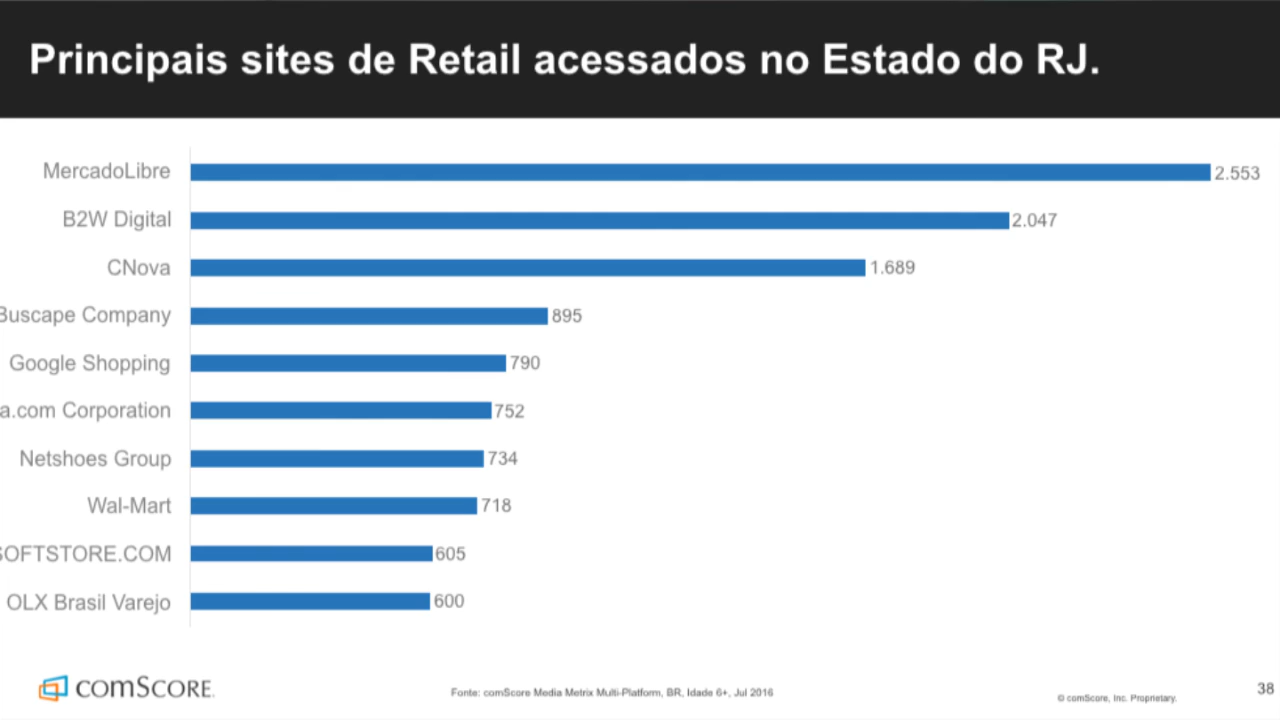 Principais sites de Retail acessados no Estado do RJ.
MercadoLibre 2.553
B2W Digital 2.047
CNova 1.689
Buscape Company 895
Google Shopping 790
a.com Corporation 752
Netshoes Group 734
Wal-Mart 718
SOFTSTORE.COM 605
OLX Brasil Varejo 600
comScore.
Fonte: comScore Media Metrix Multi-Platform, BR, Idade 6+, Jul 2016
© comScore, Inc. Proprietary.
38